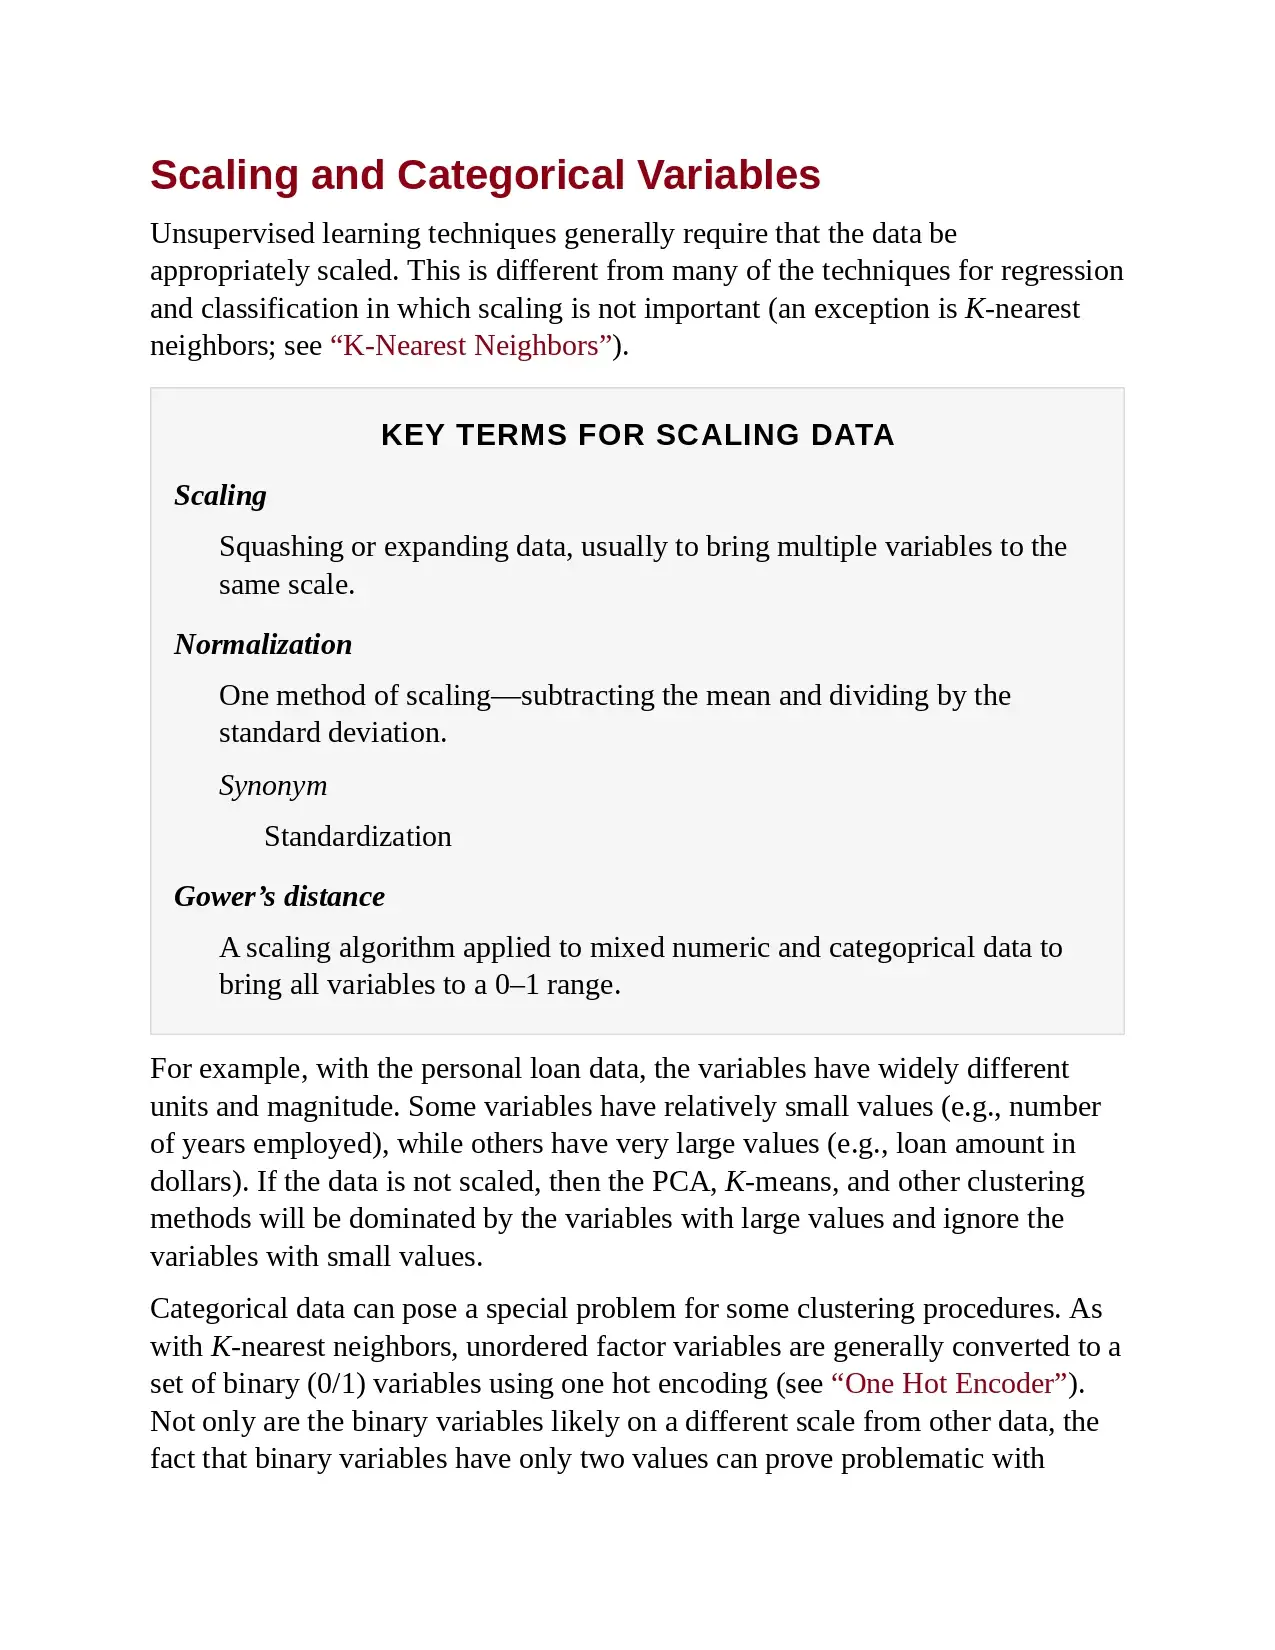 Scaling and Categorical Variables
Unsupervised learning techniques generally require that the data be
appropriately scaled. This is different from many of the techniques for regression
and classification in which scaling is not important (an exception is K-nearest
neighbors; see “K-Nearest Neighbors”).
KEY TERMS FOR SCALING DATA
Scaling
Squashing or expanding data, usually to bring multiple variables to the
same scale.
Normalization
One method of scaling—subtracting the mean and dividing by the
standard deviation.
Synonym
Standardization
Gower’s distance
A scaling algorithm applied to mixed numeric and categoprical data to
bring all variables to a 0–1 range.
For example, with the personal loan data, the variables have widely different
units and magnitude. Some variables have relatively small values (e.g., number
of years employed), while others have very large values (e.g., loan amount in
dollars). If the data is not scaled, then the PCA, K-means, and other clustering
methods will be dominated by the variables with large values and ignore the
variables with small values.
Categorical data can pose a special problem for some clustering procedures. As
with K-nearest neighbors, unordered factor variables are generally converted to a
set of binary (0/1) variables using one hot encoding (see “One Hot Encoder”).
Not only are the binary variables likely on a different scale from other data, the
fact that binary variables have only two values can prove problematic with